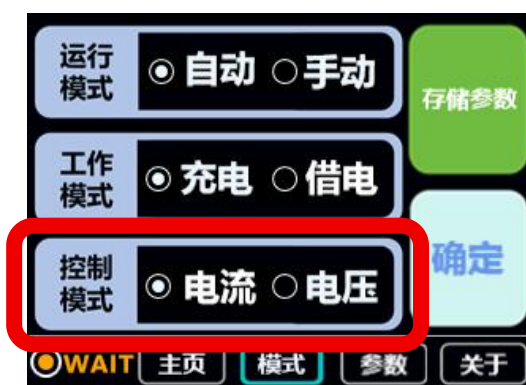 运行
模式
自动 手动
存储参数
工作
模式
充电 借电
控制
模式
电流 电压
确定
WAIT 主页 模式 参数 关于